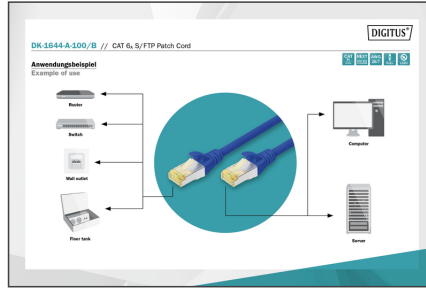 DIGITUS®
DK-1644-A-100/B // CAT 6A S/FTP Patch Cord
Anwendungsbeispiel
Example of use
Router
Switch
Wall outlet
Floor tank
Computer
Server